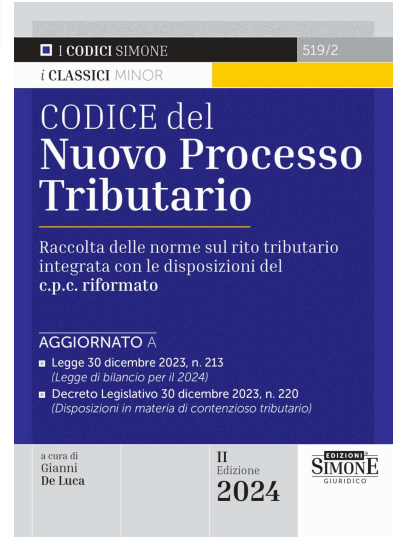 I CODICI SIMONE 519/2
i CLASSICI MINOR
CODICE del
Nuovo Processo
Tributario
Raccolta delle norme sul rito tributario
integrata con le disposizioni del
c.p.c. riformato
AGGIORNATO A
Legge 30 dicembre 2023, n. 213
(Legge di bilancio per il 2024)
Decreto Legislativo 30 dicembre 2023, n. 220
(Disposizioni in materia di contenzioso tributario)
a cura di
Gianni
De Luca
II
Edizione
2024
EDIZIONI
SIMONE
GIURIDICO